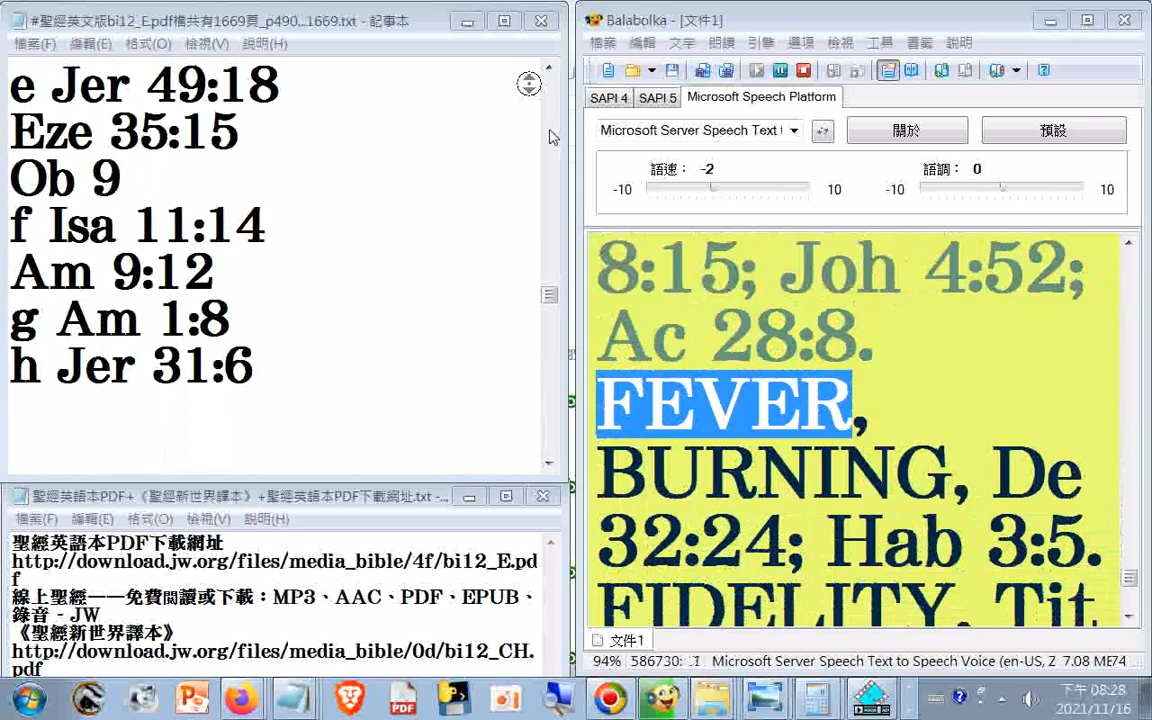 #聖經英文版bi12_E.pdf檔共有1669頁_p490...1669.txt - 記事本
檔案(F) 編輯(E) 格式(O) 檢視(V) 說明(H)
e Jer 49:18
Eze 35:15
Ob 9
f Isa 11:14
Am 9:12
g Am 1:8
h Jer 31:6
聖經英語本PDF+《聖經新世界譯本》+聖經英語本PDF下載網址.txt -...
檔案(F) 編輯(E) 格式(O) 檢視(V) 說明(H)
聖經英語本PDF下載網址
http://download.jw.org/files/media_bible/4f/bi12_E.pd
f
線上聖經——免費閱讀或下載：MP3、AAC、PDF、EPUB、
錄音 - JW
《聖經新世界譯本》
http://download.jw.org/files/media_bible/0d/bi12_CH.
pdf
Balabolka - [文件1]
檔案 編輯 文字 朗讀 引擎 選項 檢視 工具 書籤 說明
SAPI 4 SAPI 5 Microsoft Speech Platform
Microsoft Server Speech Text 關於 預設
語速： -2 語調： 0
-10 10 -10 10
8:15; Joh 4:52;
Ac 28:8.
FEVER,
BURNING, De
32:24; Hab 3:5.
FIDELITY, Tit
文件1
94% 586730: Microsoft Server Speech Text to Speech Voice (en-US, Z 7.08 ME74
PDF
下午 08:28
2021/11/16